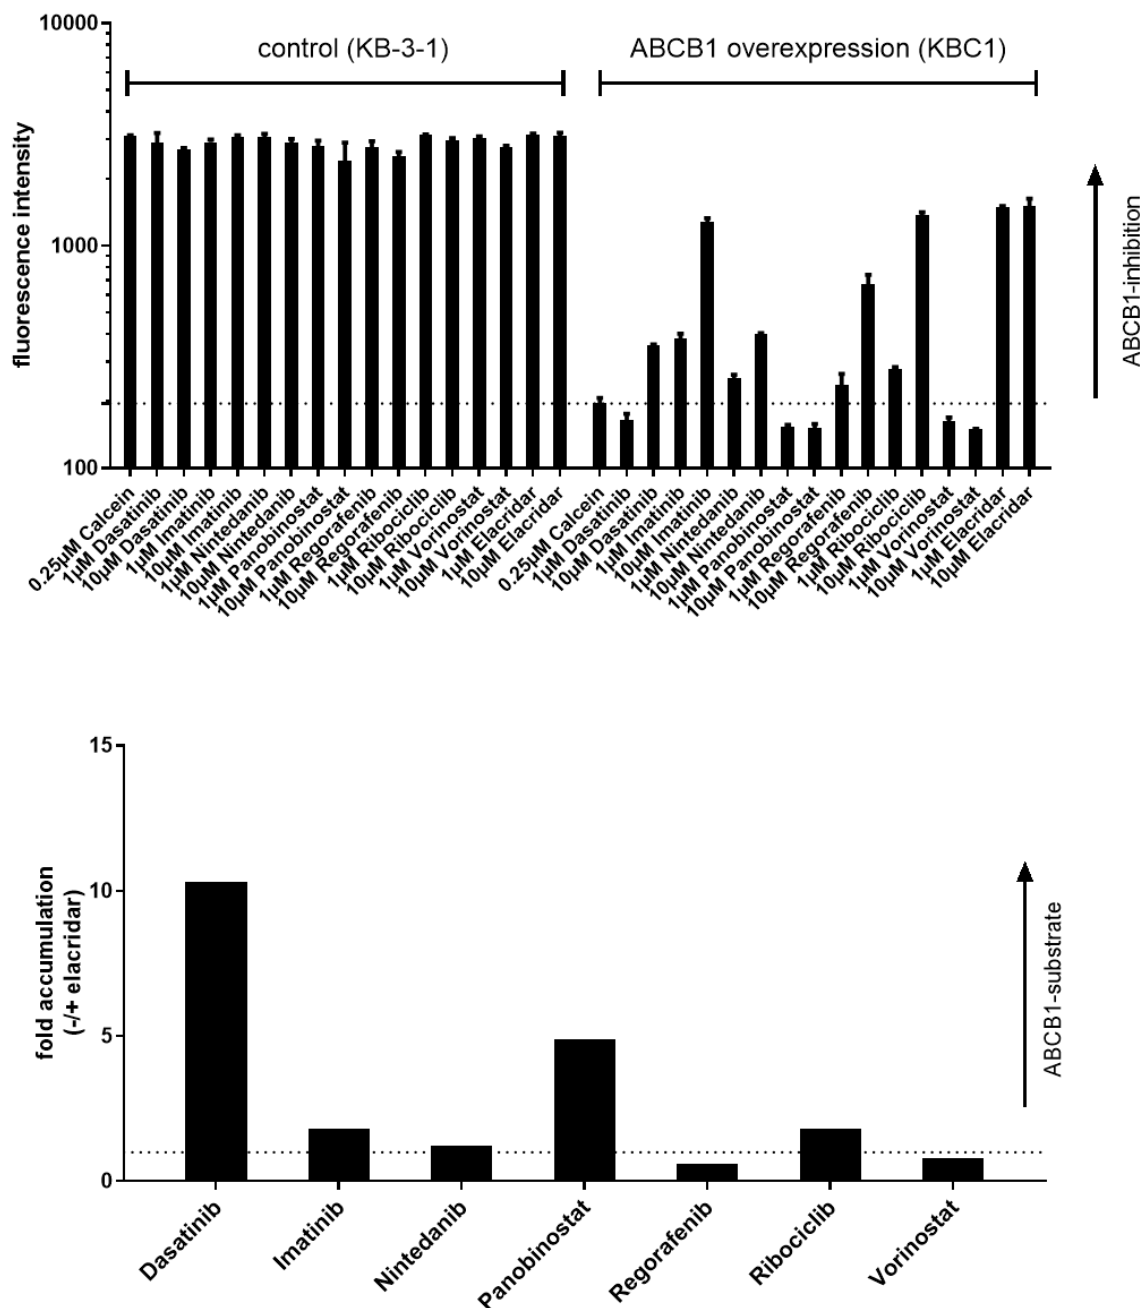 10000
control (KB-3-1)
ABCB1 overexpression (KBC1)
fluorescence intensity
1000
100
ABCB1-inhibition
0.25µM Calcein
1µM Dasatinib
10µM Dasatinib
1µM Imatinib
10µM Imatinib
1µM Nintedanib
10µM Nintedanib
1µM Panobinostat
10µM Panobinostat
1µM Regorafenib
10µM Regorafenib
1µM Ribociclib
10µM Ribociclib
1µM Vorinostat
10µM Vorinostat
1µM Elacridar
10µM Elacridar
0.25µM Calcein
1µM Dasatinib
10µM Dasatinib
1µM Imatinib
10µM Imatinib
1µM Nintedanib
10µM Nintedanib
1µM Panobinostat
10µM Panobinostat
1µM Regorafenib
10µM Regorafenib
1µM Ribociclib
10µM Ribociclib
1µM Vorinostat
10µM Vorinostat
1µM Elacridar
10µM Elacridar
15
10
5
0
fold accumulation
(-/+ elacridar)
ABCB1-substrate
Dasatinib
Imatinib
Nintedanib
Panobinostat
Regorafenib
Ribociclib
Vorinostat